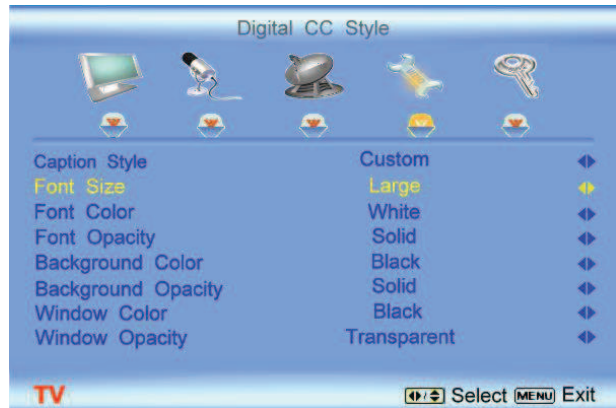 Digital CC Style
Caption Style Custom
Font Size Large
Font Color White
Font Opacity Solid
Background Color Black
Background Opacity Solid
Window Color Black
Window Opacity Transparent
TV Select MENU Exit